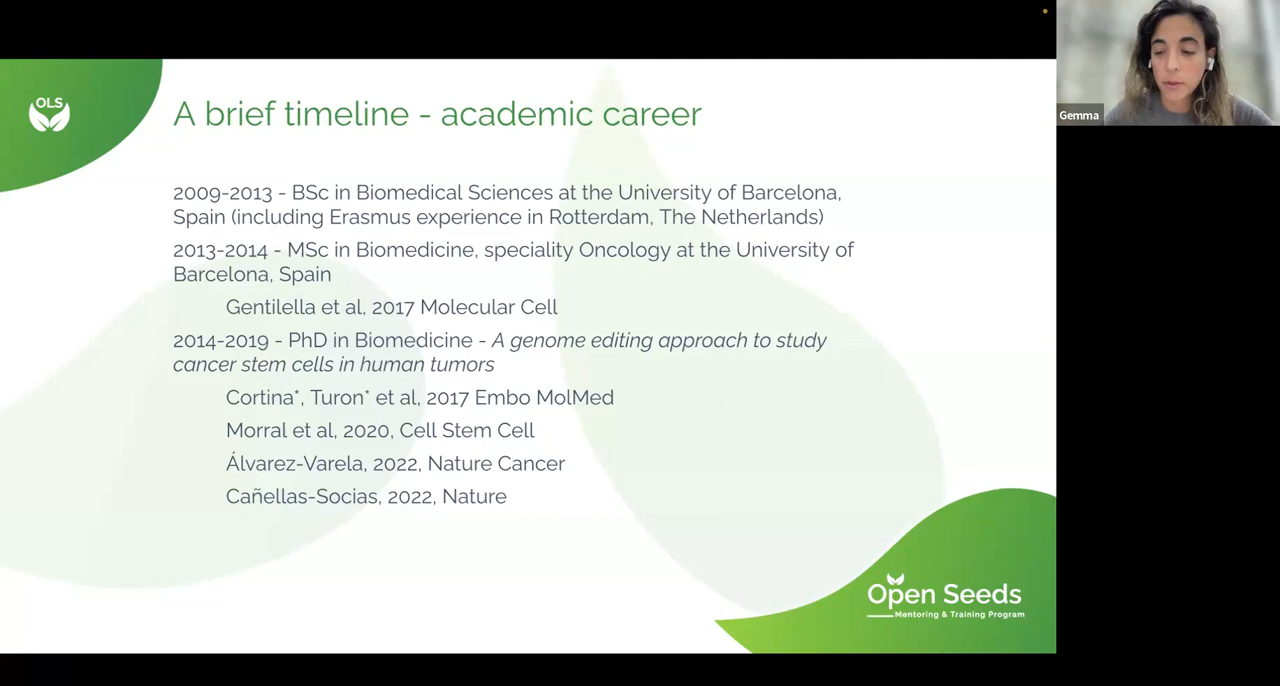 OLS
A brief timeline - academic career
2009-2013 - BSc in Biomedical Sciences at the University of Barcelona,
Spain (including Erasmus experience in Rotterdam, The Netherlands)
2013-2014 - MSc in Biomedicine, speciality Oncology at the University of
Barcelona, Spain
Gentilella et al, 2017 Molecular Cell
2014-2019 - PhD in Biomedicine - A genome editing approach to study
cancer stem cells in human tumors
Cortina*, Turon* et al, 2017 Embo MolMed
Morral et al, 2020, Cell Stem Cell
Álvarez-Varela, 2022, Nature Cancer
Cañellas-Socias, 2022, Nature
Open Seeds
Mentoring & Training Program
Gemma